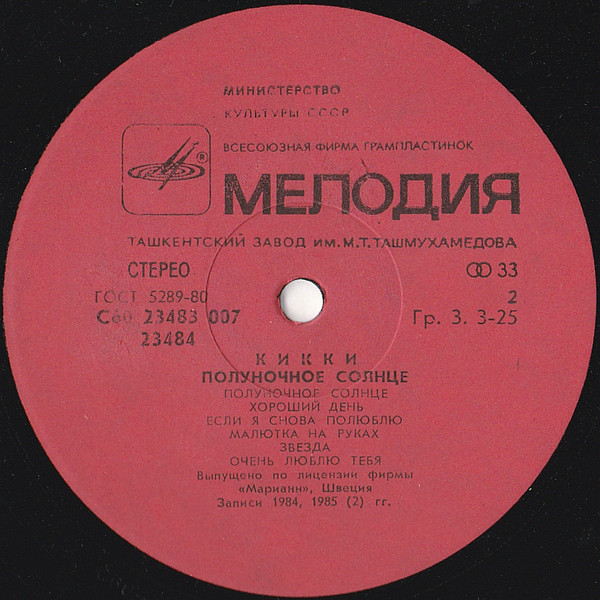 МИНИСТЕРСТВО
КУЛЬТУРЫ СССР
ВСЕСОЮЗНАЯ ФИРМА ГРАМПЛАСТИНОК
®
МЕЛОДИЯ
ТАШКЕНТСКИЙ ЗАВОД ИМ. М.Т. ТАШМУХАМЕДОВА
СТЕРЕО 33
ГОСТ 5289-80 2
С60 23483 007 Гр. 3. 3-25
23484
КИККИ
ПОЛУНОЧНОЕ СОЛНЦЕ
ПОЛУНОЧНОЕ СОЛНЦЕ
ХОРОШИЙ ДЕНЬ
ЕСЛИ Я СНОВА ПОЛЮБЛЮ
МАЛЮТКА НА РУКАХ
ЗВЕЗДА
ОЧЕНЬ ЛЮБЛЮ ТЕБЯ
Выпущено по лицензии фирмы
«Марианн», Швеция
Записи 1984, 1985 (2) гг.